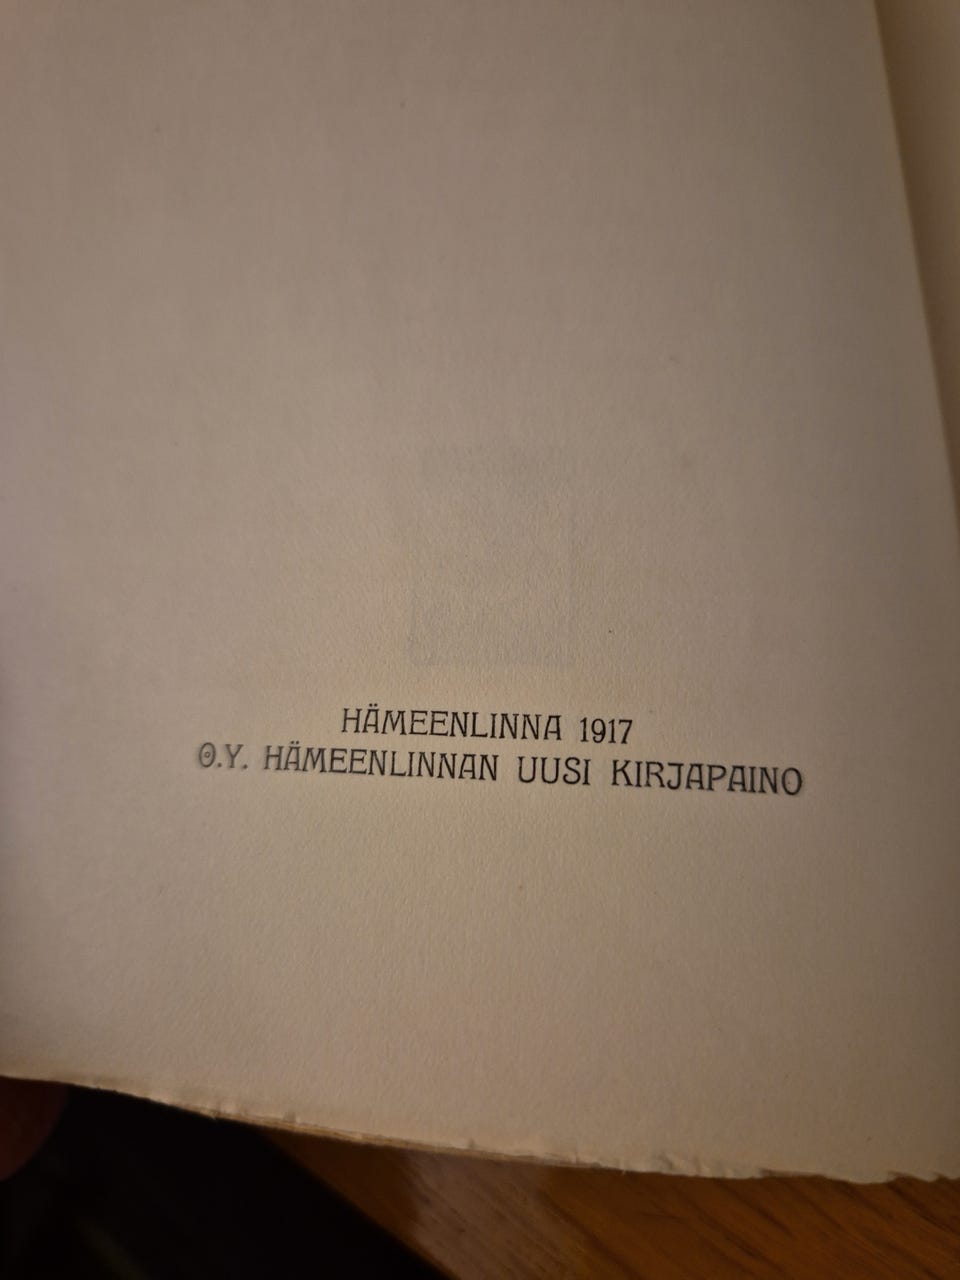 HÄMEENLINNA 1917
O.Y. HÄMEENLINNAN UUSI KIRJAPAINO